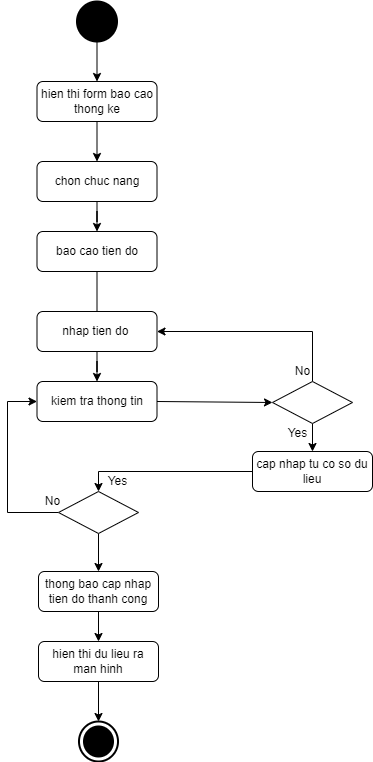 hien thi form bao cao
thong ke
chon chuc nang
bao cao tien do
nhap tien do
No
kiem tra thong tin
Yes
cap nhap tu co so du
lieu
Yes
No
thong bao cap nhap
tien do thanh cong
hien thi du lieu ra
man hinh